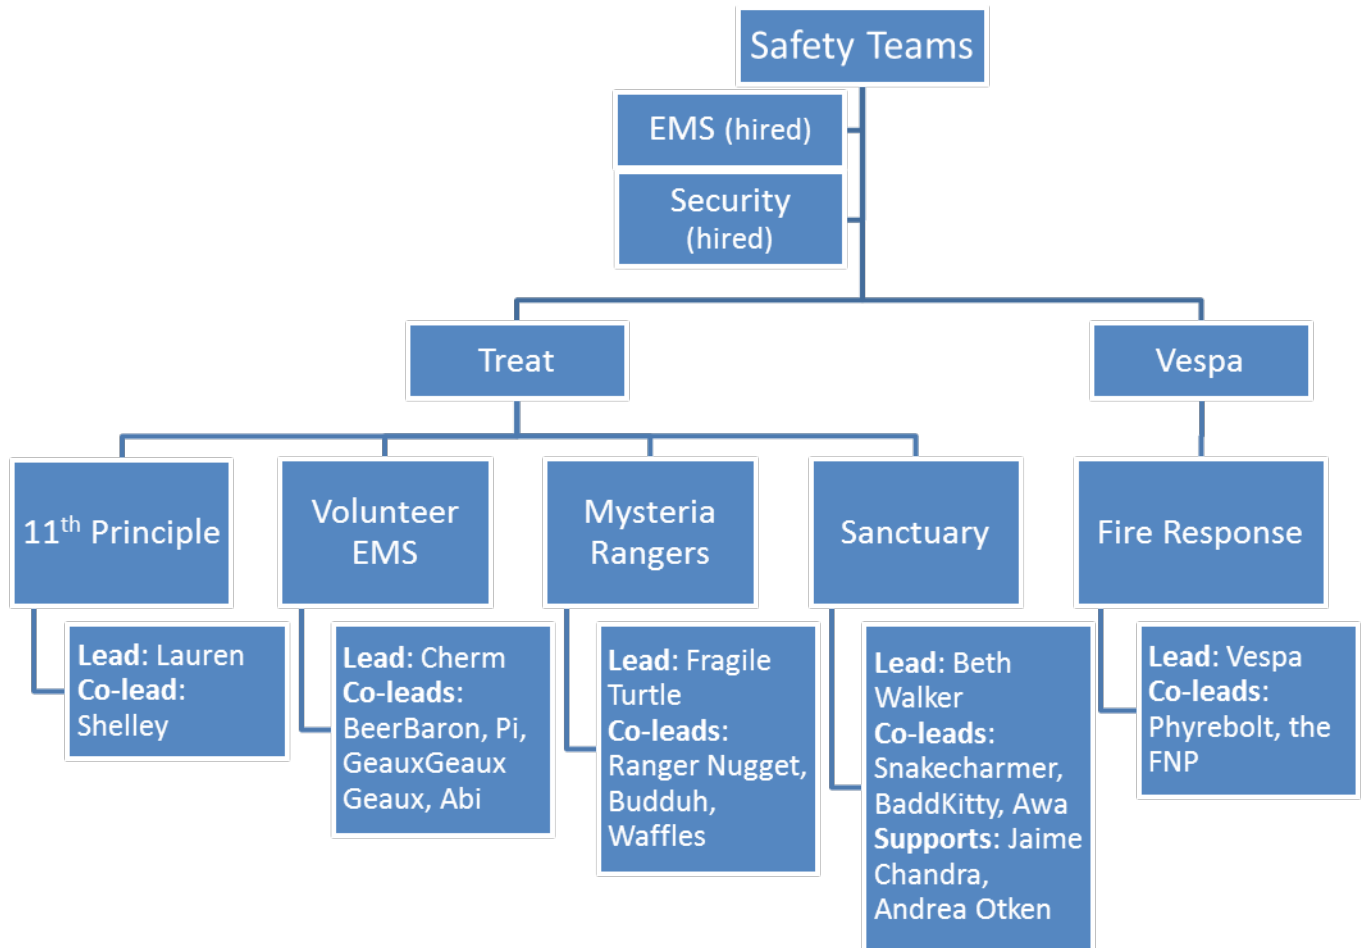 Safety Teams
EMS (hired)
Security
(hired)
Treat
Vespa
11th Principle
Volunteer
EMS
Mysteria
Rangers
Sanctuary
Fire Response
Lead: Lauren
Co-lead:
Shelley
Lead: Cherm
Co-leads:
BeerBaron, Pi,
GeauxGeaux
Geaux, Abi
Lead: Fragile
Turtle
Co-leads:
Ranger Nugget,
Budduh,
Waffles
Lead: Beth
Walker
Co-leads:
Snakecharmer,
BaddKitty, Awa
Supports: Jaime
Chandra,
Andrea Otken
Lead: Vespa
Co-leads:
Phyrebolt, the
FNP